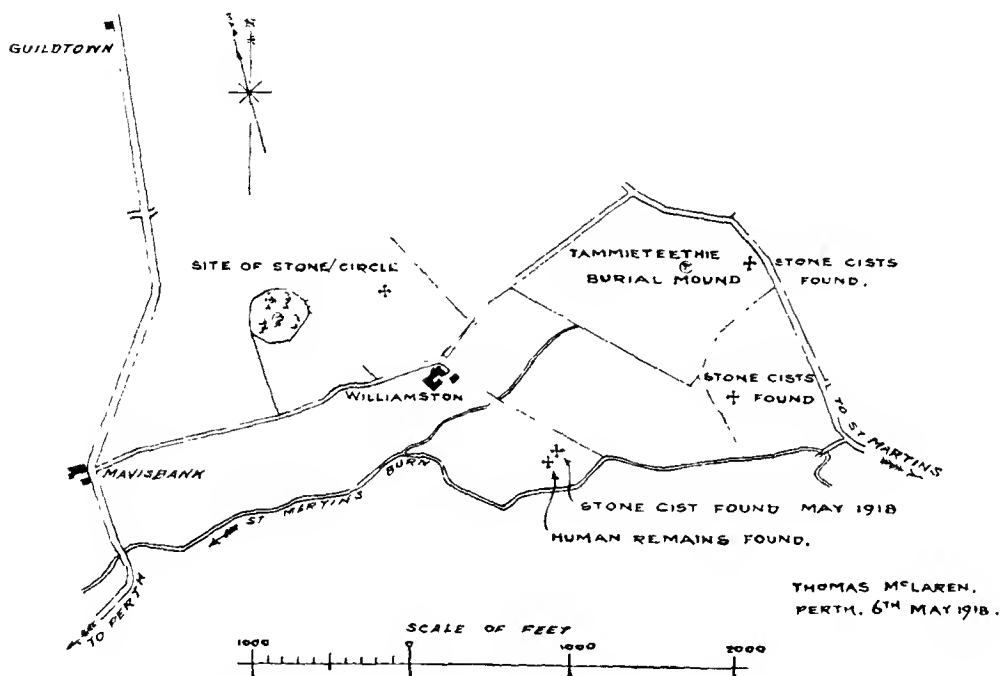 GUILDTOWN
N
SITE OF STONE CIRCLE
TAMMIETEETHIE
BURIAL MOUND
STONE CISTS
FOUND.
STONE CISTS
FOUND
WILLIAMSTON
TO ST MARTINS
MAVISBANK
ST MARTINS BURN
STONE CIST FOUND MAY 1918
HUMAN REMAINS FOUND.
TO PERTH
THOMAS McLAREN.
PERTH. 6TH MAY 1918.
SCALE OF FEET
1000 0 1000 2000